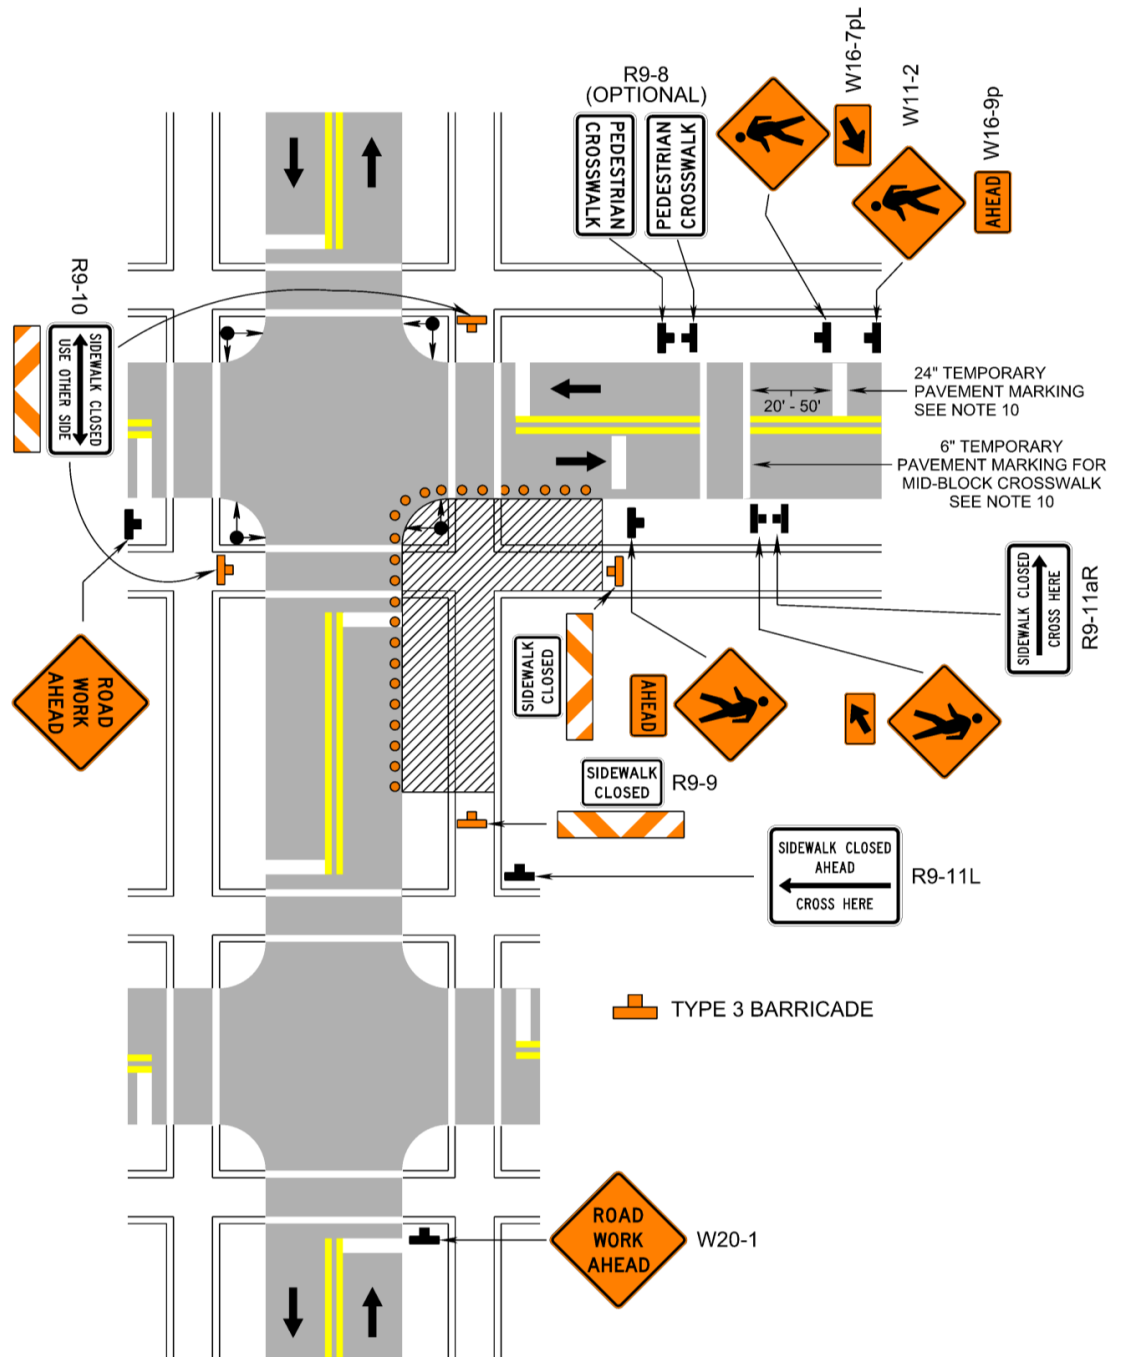 W16-7pL
W11-2
W16-9p
R9-8
(OPTIONAL)
PEDESTRIAN
CROSSWALK
PEDESTRIAN
CROSSWALK
AHEAD
R9-10
SIDEWALK CLOSED
USE OTHER SIDE
24" TEMPORARY
PAVEMENT MARKING
SEE NOTE 10
20' - 50'
6" TEMPORARY
PAVEMENT MARKING FOR
MID-BLOCK CROSSWALK
SEE NOTE 10
SIDEWALK CLOSED
CROSS HERE
R9-11aR
ROAD
WORK
AHEAD
SIDEWALK
CLOSED
AHEAD
SIDEWALK
CLOSED
R9-9
SIDEWALK CLOSED
AHEAD
CROSS HERE
R9-11L
TYPE 3 BARRICADE
ROAD
WORK
AHEAD
W20-1